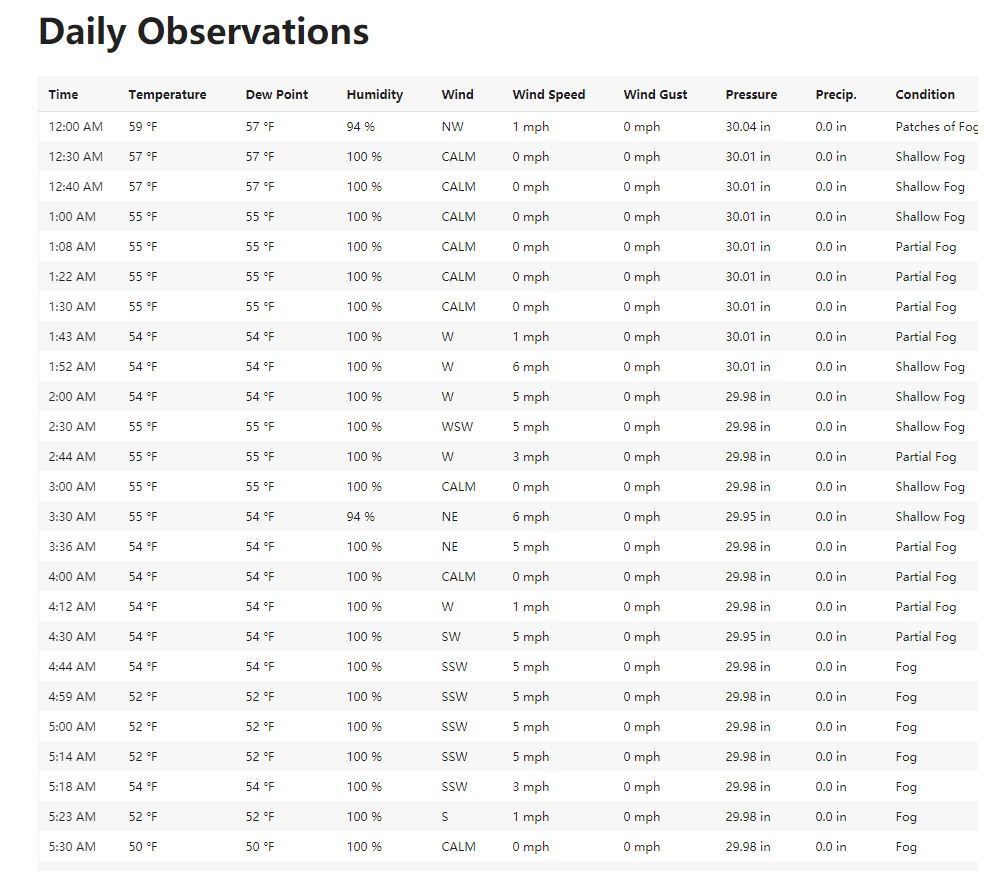 Daily Observations
Time Temperature Dew Point Humidity Wind Wind Speed Wind Gust Pressure Precip. Condition
12:00 AM 59 °F 57 °F 94 % NW 1 mph 0 mph 30.04 in 0.0 in Patches of Fog
12:30 AM 57 °F 57 °F 100 % CALM 0 mph 0 mph 30.01 in 0.0 in Shallow Fog
12:40 AM 57 °F 57 °F 100 % CALM 0 mph 0 mph 30.01 in 0.0 in Shallow Fog
1:00 AM 55 °F 55 °F 100 % CALM 0 mph 0 mph 30.01 in 0.0 in Shallow Fog
1:08 AM 55 °F 55 °F 100 % CALM 0 mph 0 mph 30.01 in 0.0 in Partial Fog
1:22 AM 55 °F 55 °F 100 % CALM 0 mph 0 mph 30.01 in 0.0 in Partial Fog
1:30 AM 55 °F 55 °F 100 % CALM 0 mph 0 mph 30.01 in 0.0 in Partial Fog
1:43 AM 54 °F 54 °F 100 % W 1 mph 0 mph 30.01 in 0.0 in Partial Fog
1:52 AM 54 °F 54 °F 100 % W 6 mph 0 mph 30.01 in 0.0 in Shallow Fog
2:00 AM 54 °F 54 °F 100 % W 5 mph 0 mph 29.98 in 0.0 in Shallow Fog
2:30 AM 55 °F 55 °F 100 % WSW 5 mph 0 mph 29.98 in 0.0 in Shallow Fog
2:44 AM 55 °F 55 °F 100 % W 3 mph 0 mph 29.98 in 0.0 in Partial Fog
3:00 AM 55 °F 55 °F 100 % CALM 0 mph 0 mph 29.98 in 0.0 in Shallow Fog
3:30 AM 55 °F 54 °F 94 % NE 6 mph 0 mph 29.95 in 0.0 in Shallow Fog
3:36 AM 54 °F 54 °F 100 % NE 5 mph 0 mph 29.98 in 0.0 in Partial Fog
4:00 AM 54 °F 54 °F 100 % CALM 0 mph 0 mph 29.98 in 0.0 in Partial Fog
4:12 AM 54 °F 54 °F 100 % W 1 mph 0 mph 29.98 in 0.0 in Partial Fog
4:30 AM 54 °F 54 °F 100 % SW 5 mph 0 mph 29.95 in 0.0 in Partial Fog
4:44 AM 54 °F 54 °F 100 % SSW 5 mph 0 mph 29.98 in 0.0 in Fog
4:59 AM 52 °F 52 °F 100 % SSW 5 mph 0 mph 29.98 in 0.0 in Fog
5:00 AM 52 °F 52 °F 100 % SSW 5 mph 0 mph 29.98 in 0.0 in Fog
5:14 AM 52 °F 52 °F 100 % SSW 5 mph 0 mph 29.98 in 0.0 in Fog
5:18 AM 54 °F 54 °F 100 % SSW 3 mph 0 mph 29.98 in 0.0 in Fog
5:23 AM 52 °F 52 °F 100 % S 1 mph 0 mph 29.98 in 0.0 in Fog
5:30 AM 50 °F 50 °F 100 % CALM 0 mph 0 mph 29.98 in 0.0 in Fog